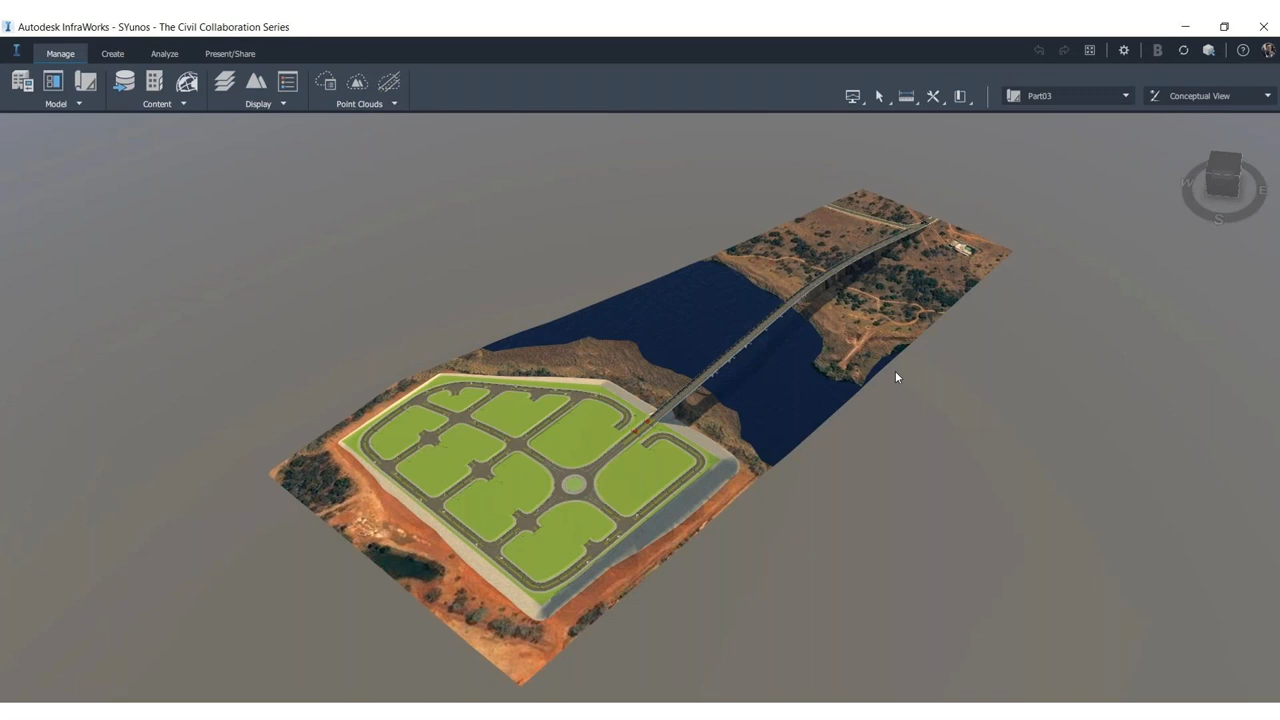 Autodesk InfraWorks - SYunos - The Civil Collaboration Series
Manage Create Analyze Present/Share
Model Content Display Point Clouds
Part03 Conceptual View
W E
S